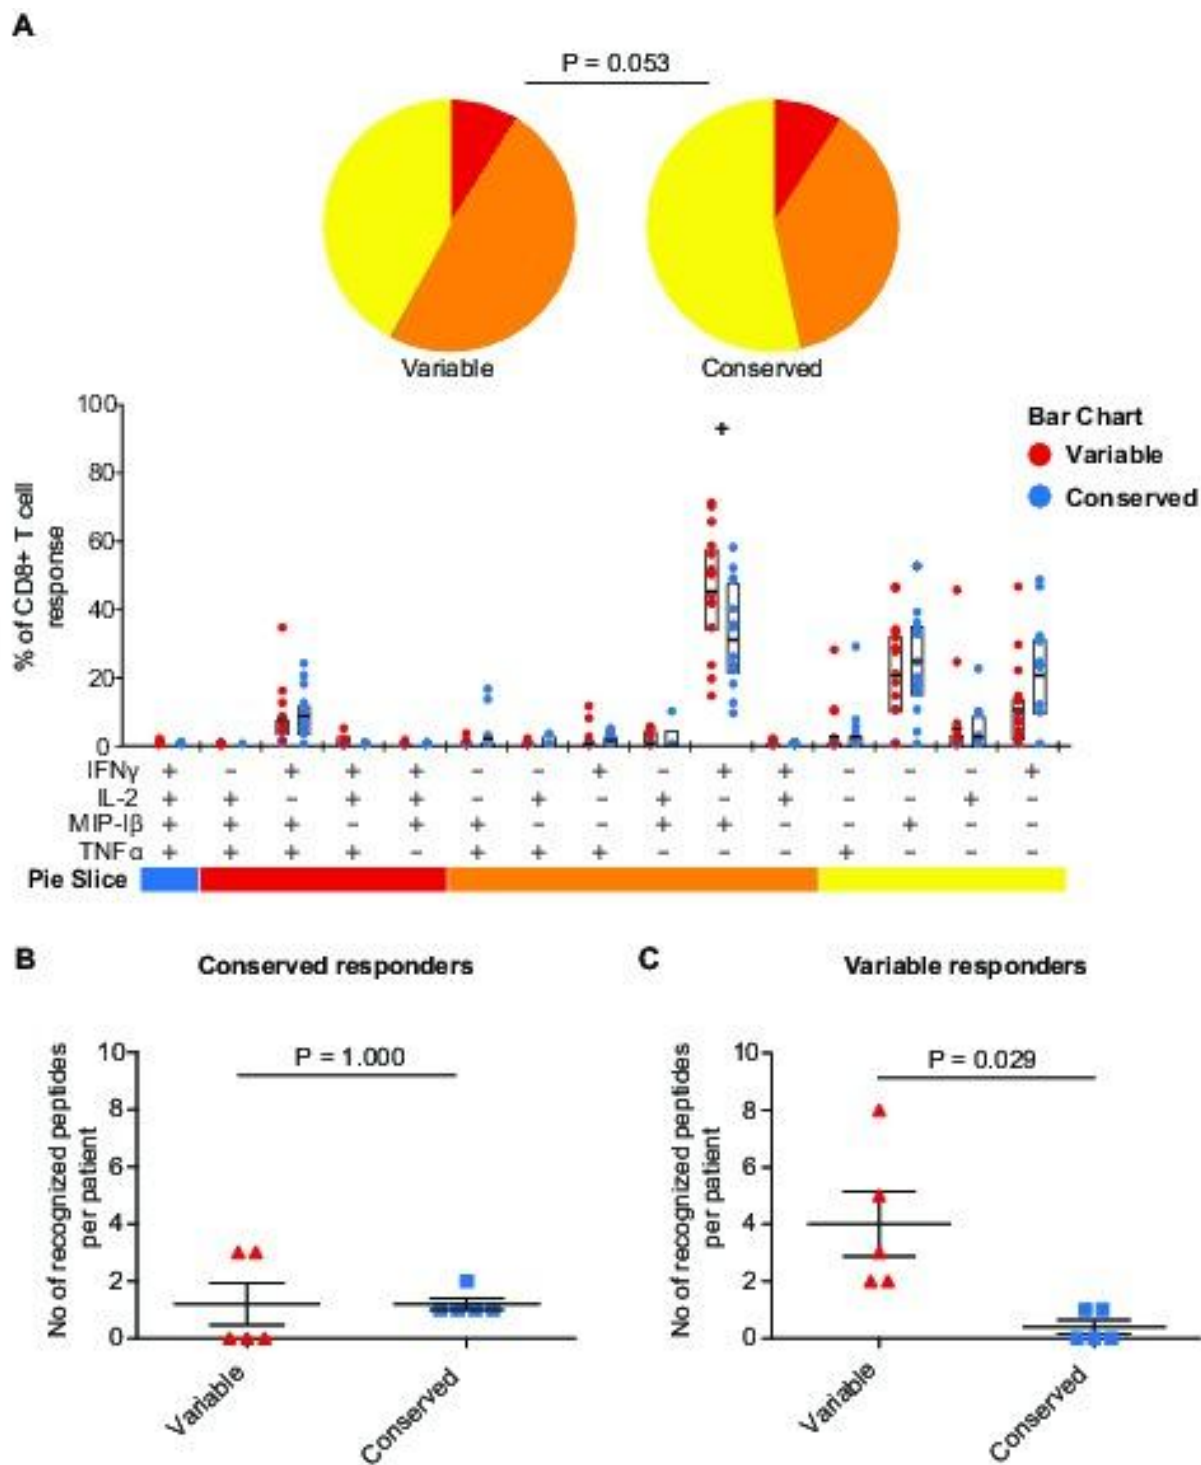 A
P = 0.053
Variable
Conserved
100
80
60
40
20
0
% of CD8+ T cell
response
+
Bar Chart
Variable
Conserved
IFNγ + - + + + - - + - + + - - - +
IL-2 + + - + + - + - + - + - - + -
MIP-Iβ + + + - + + - - + + - - + - -
TNFα + + + + - + + + - - - + - - -
Pie Slice
B
Conserved responders
P = 1.000
10
8
6
4
2
0
No of recognized peptides
per patient
Variable
Conserved
C
Variable responders
P = 0.029
10
8
6
4
2
0
No of recognized peptides
per patient
Variable
Conserved